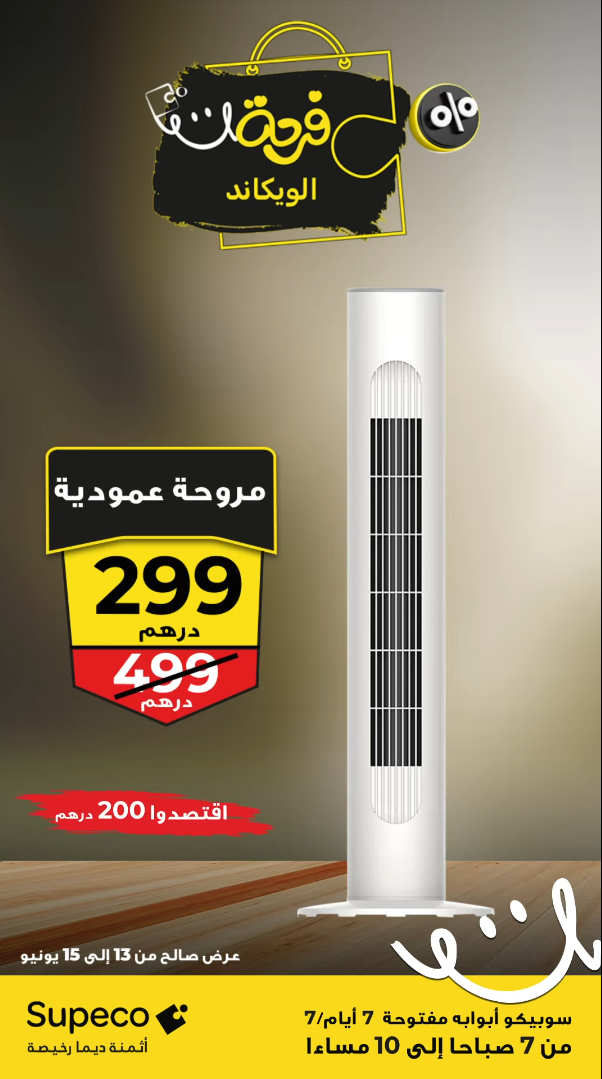 فرحة
الويكاند
%
مروحة عمودية
299
درهم
499
درهم
اقتصدوا 200 درهم
عرض صالح من 13 إلى 15 يونيو
Supeco
أثمنة ديما رخيصة
سوبيكو أبوابه مفتوحة 7 أيام/7
من 7 صباحا إلى 10 مساءا